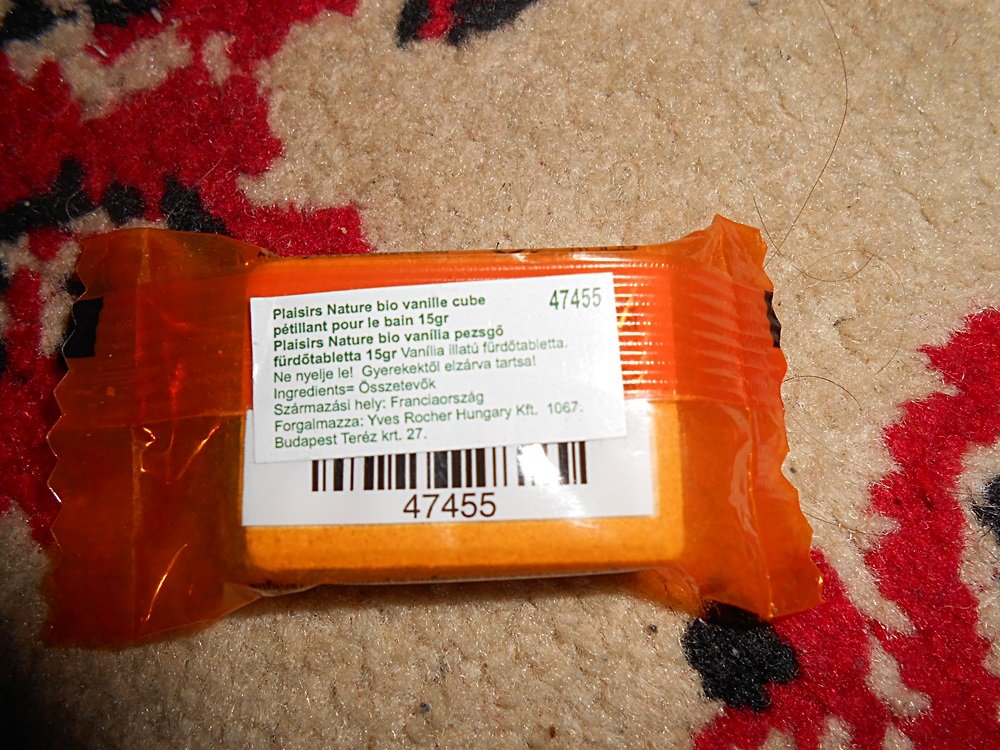 Plaisirs Nature bio vanille cube 47455
pétillant pour le bain 15gr
Plaisirs Nature bio vanília pezsgő
fürdőtabletta 15gr Vanília illatú fürdőtabletta.
Ne nyelje le! Gyerekektől elzárva tartsa!
Ingredients= Összetevők
Származási hely: Franciaország
Forgalmazza: Yves Rocher Hungary Kft. 1067.
Budapest Teréz krt. 27.
47455